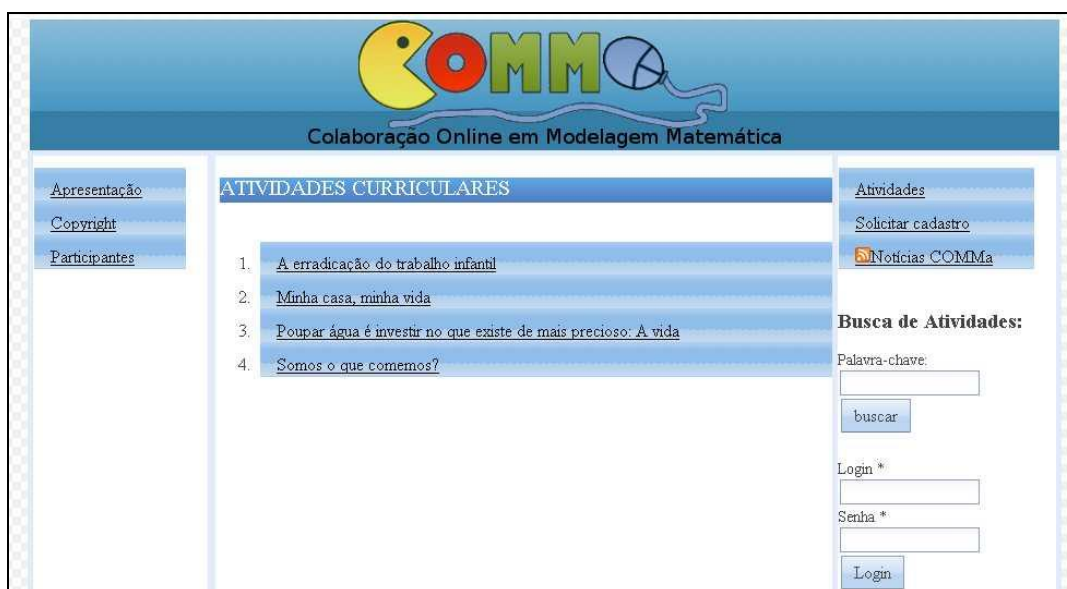 COMMa
Colaboração Online em Modelagem Matemática
Apresentação
Copyright
Participantes
ATIVIDADES CURRICULARES
1. A erradicação do trabalho infantil
2. Minha casa, minha vida
3. Poupar água é investir no que existe de mais precioso: A vida
4. Somos o que comemos?
Atividades
Solicitar cadastro
Notícias COMMa
Busca de Atividades:
Palavra-chave:
buscar
Login *
Senha *
Login